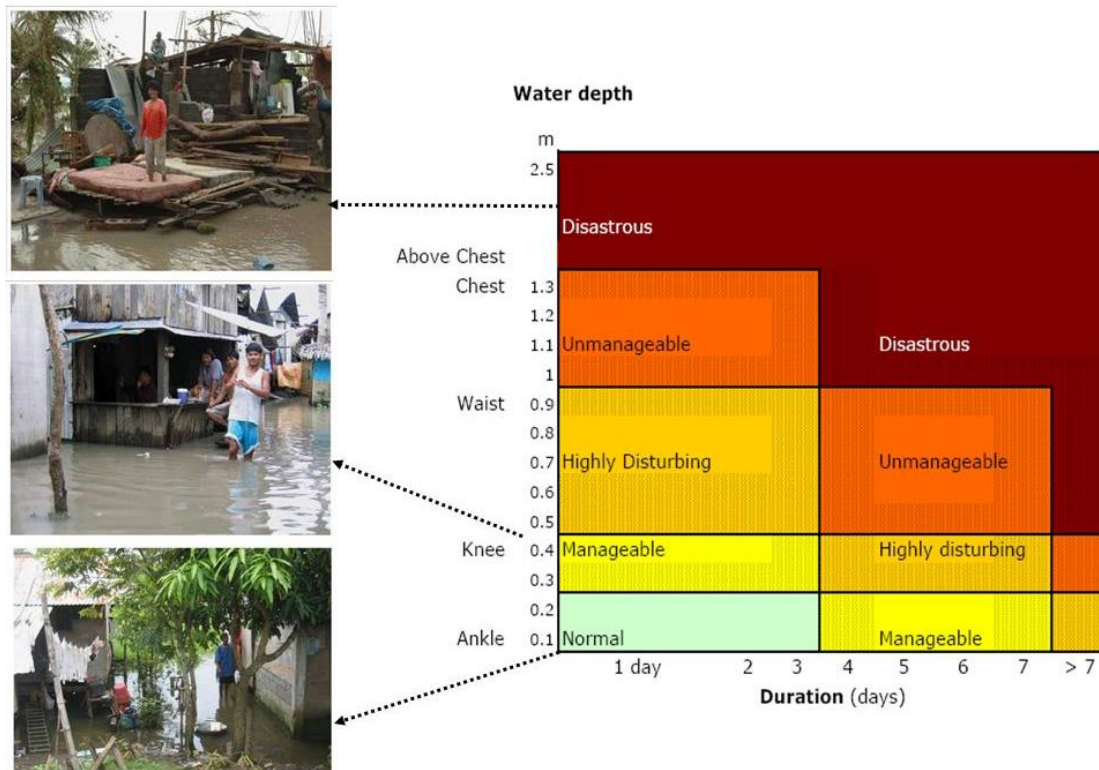 Water depth
m
2.5
Disastrous
Above Chest
Chest 1.3
1.2
Unmanageable 1.1 Disastrous
1
Waist 0.9
0.8
Highly Disturbing 0.7 Unmanageable
0.6
0.5
Knee 0.4 Manageable Highly disturbing
0.3
0.2
Ankle 0.1 Normal Manageable
1 day 2 3 4 5 6 7 > 7
Duration (days)